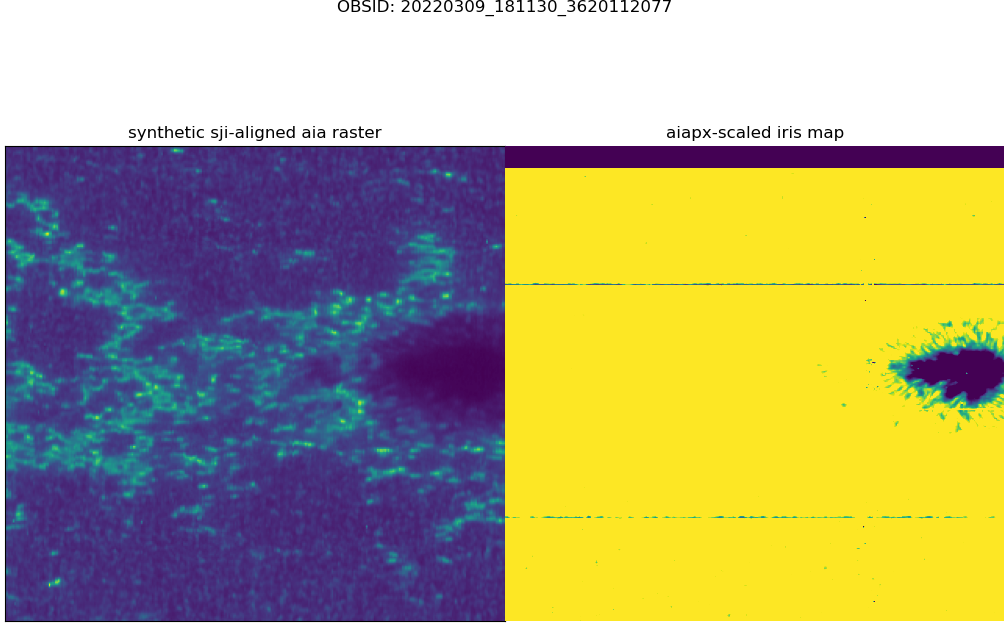 OBSID: 20220309_181130_3620112077
synthetic sji-aligned aia raster
aiapx-scaled iris map